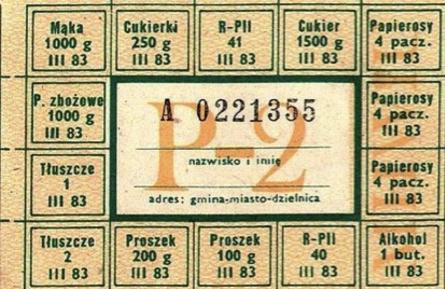 Mąka
1000 g
III 83
Cukierki
250 g
III 83
R-PII
41
III 83
Cukier
1500 g
III 83
Papierosy
4 pacz.
III 83
P. zbożowe
1000 g
III 83
A 0221355
P-2
nazwisko i imię
adres: gmina-miasto-dzielnica
Papierosy
4 pacz.
III 83
Tłuszcze
1
III 83
Papierosy
4 pacz.
III 83
Tłuszcze
2
III 83
Proszek
200 g
III 83
Proszek
100 g
III 83
R-PII
40
III 83
Alkohol
1 but.
III 83